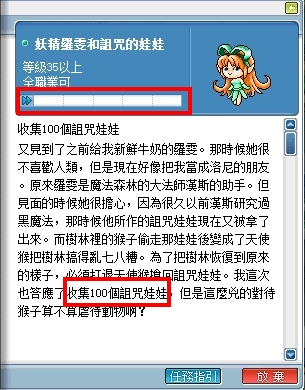 妖精羅雯和詛咒的娃娃
等級35以上
全職業可
收集100個詛咒娃娃
又見到了之前給我新鮮牛奶的羅雯。那時候她很
不喜歡人類，但是現在好像把我當成洛尼的朋友
。原來羅雯是魔法森林的大法師漢斯的助手。但
見面的時候她很擔心，因為很久以前漢斯研究過
黑魔法，那時候他所作的詛咒娃娃現在又被拿了
出來。而樹林裡的猴子偷走那娃娃後變成了天使
猴把樹林搞得亂七八糟。為了把樹林恢復到原來
的樣子，必須打退天使猴搶回詛咒娃娃。我這次
也答應了收集100個詛咒娃娃，但是這麼兇的對待
猴子算不算虐待動物啊？
任務指引
放棄